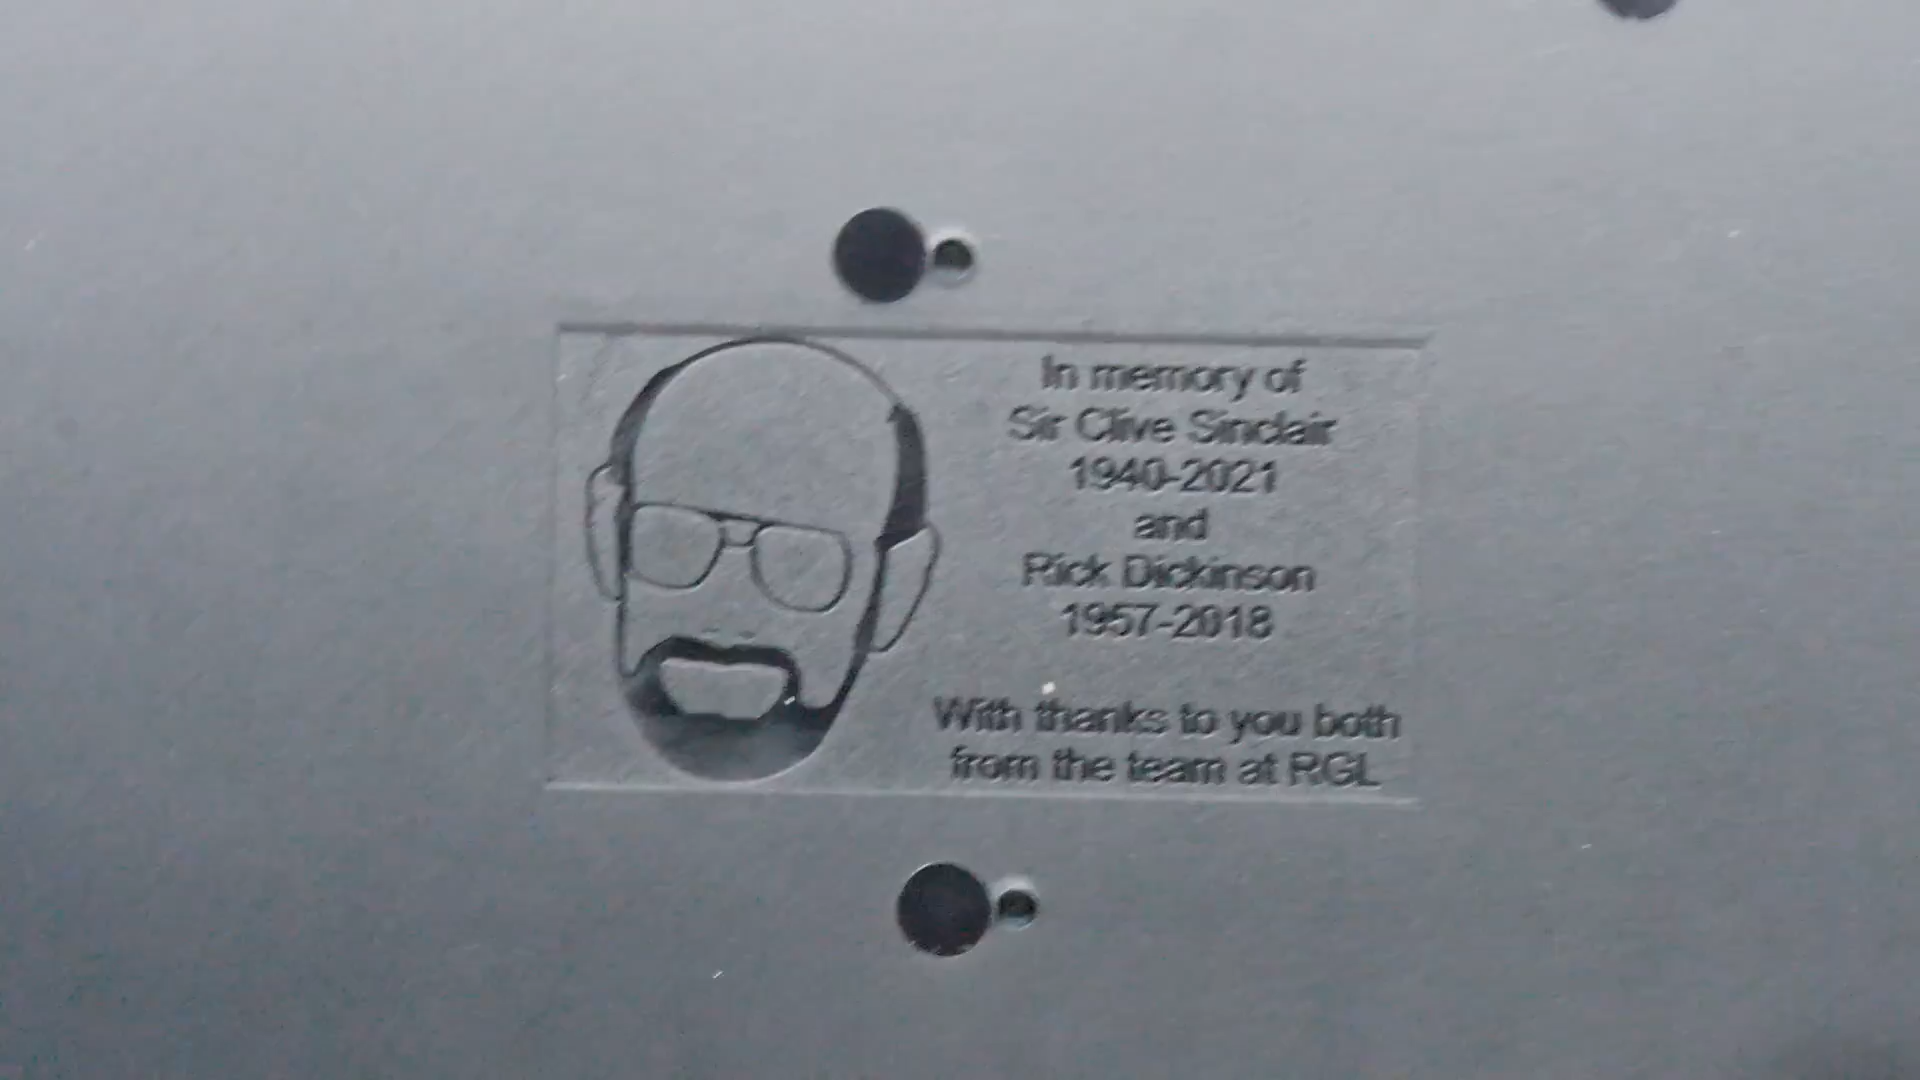 In memory of
Sir Clive Sinclair
1940-2021
and
Rick Dickinson
1957-2018
With thanks to you both
from the team at RGL